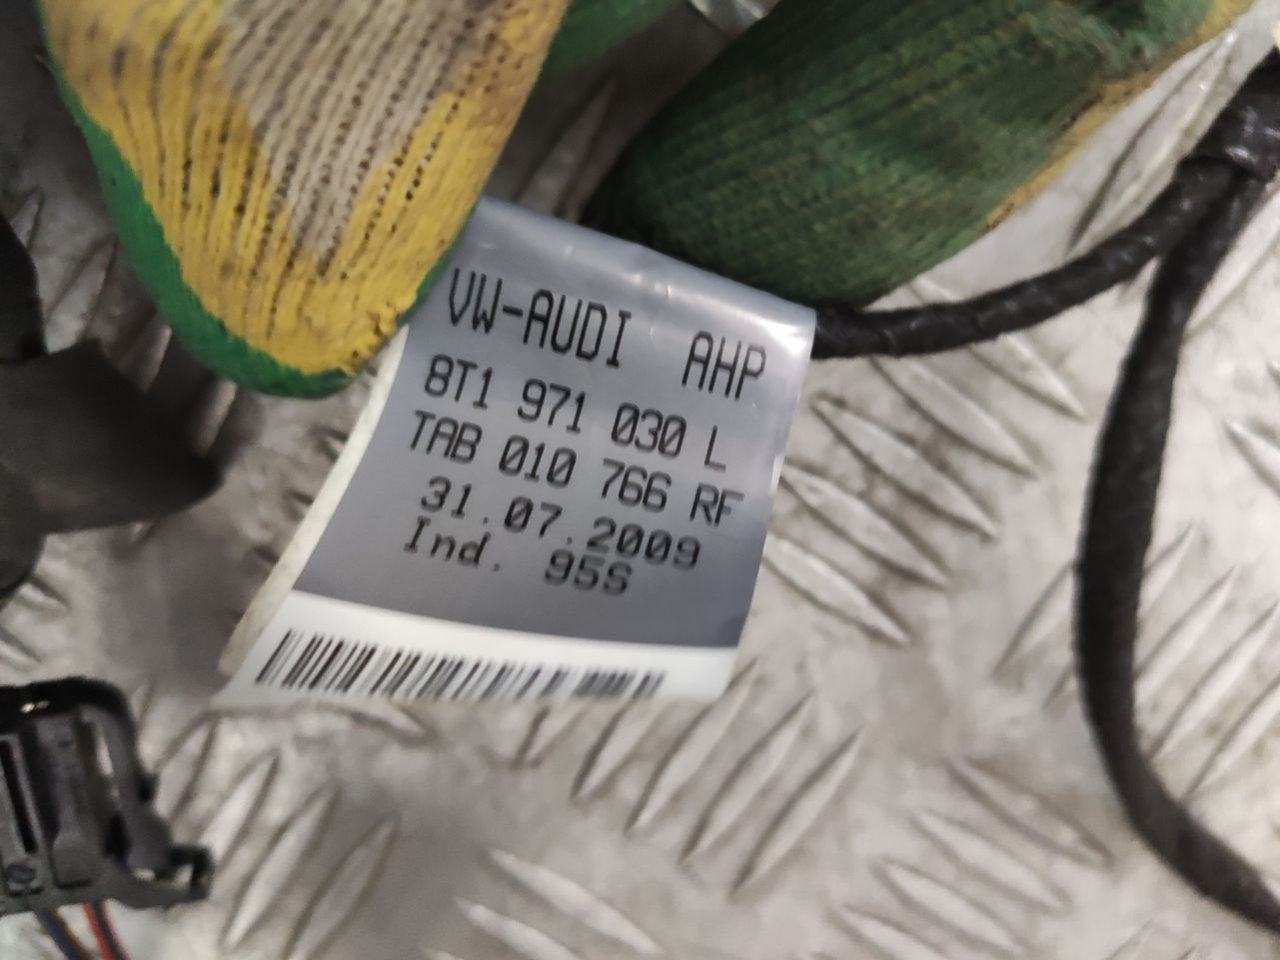 VW-AUDI AHP
8T1 971 030 L
TAB 010 766 RF
31.07.2009
Ind. 95S